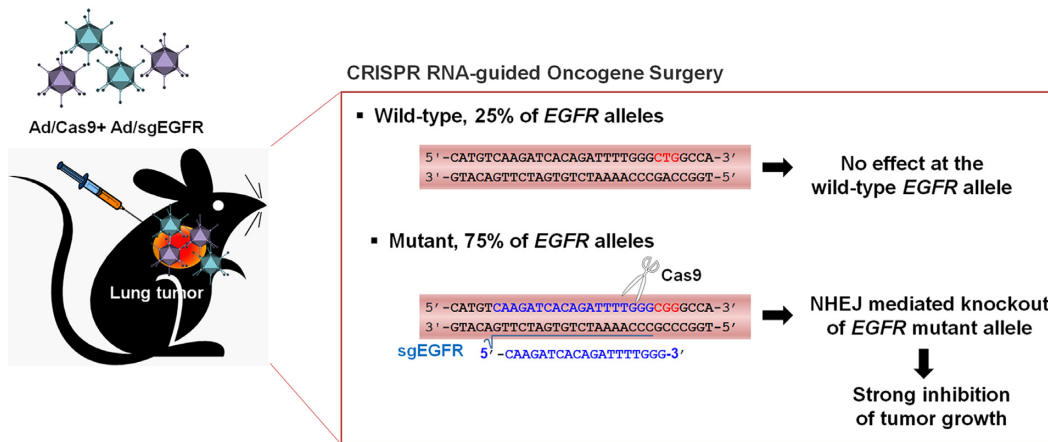 Ad/Cas9+ Ad/sgEGFR
Lung tumor
CRISPR RNA-guided Oncogene Surgery
▪ Wild-type, 25% of EGFR alleles
5'-CATGTCAAGATCACAGATTTTGGGCTGGCCA-3'
3'-GTACAGTTCTAGTGTCTAAAACCCGACCGGT-5'
No effect at the
wild-type EGFR allele
▪ Mutant, 75% of EGFR alleles
Cas9
5'-CATGTCAAGATCACAGATTTTGGGCGGGCCA-3'
3'-GTACAGTTCTAGTGTCTAAAACCCGCCCGGT-5'
sgEGFR 5'-CAAGATCACAGATTTTGGG-3'
NHEJ mediated knockout
of EGFR mutant allele
Strong inhibition
of tumor growth